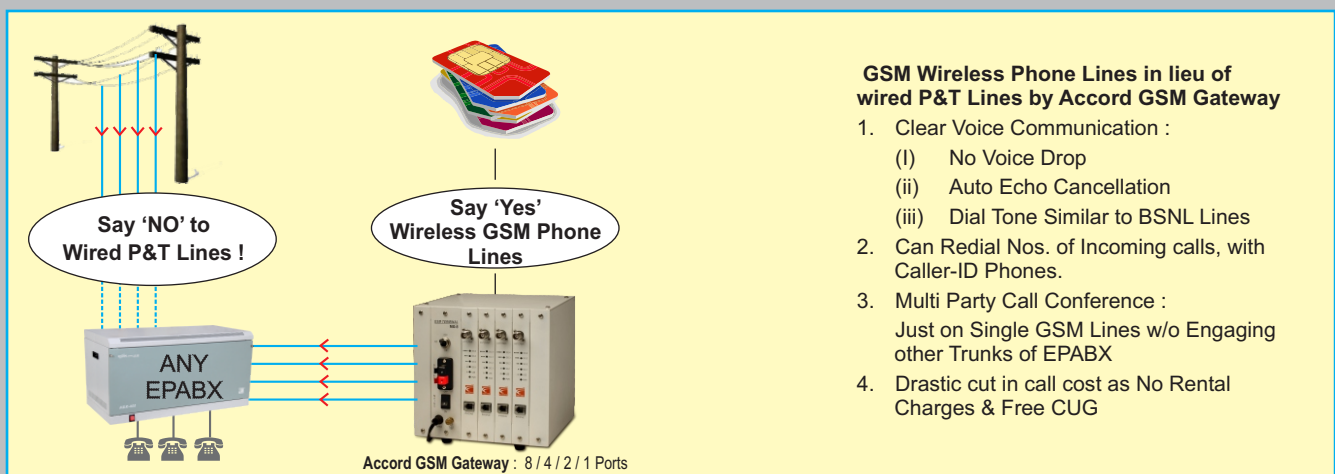 Say ‘NO’ to
Wired P&T Lines !
Say ‘Yes’
Wireless GSM Phone
Lines
ANY
EPABX
Accord GSM Gateway : 8 / 4 / 2 / 1 Ports
GSM Wireless Phone Lines in lieu of
wired P&T Lines by Accord GSM Gateway
1. Clear Voice Communication :
(I) No Voice Drop
(ii) Auto Echo Cancellation
(iii) Dial Tone Similar to BSNL Lines
2. Can Redial Nos. of Incoming calls, with
Caller-ID Phones.
3. Multi Party Call Conference :
Just on Single GSM Lines w/o Engaging
other Trunks of EPABX
4. Drastic cut in call cost as No Rental
Charges & Free CUG